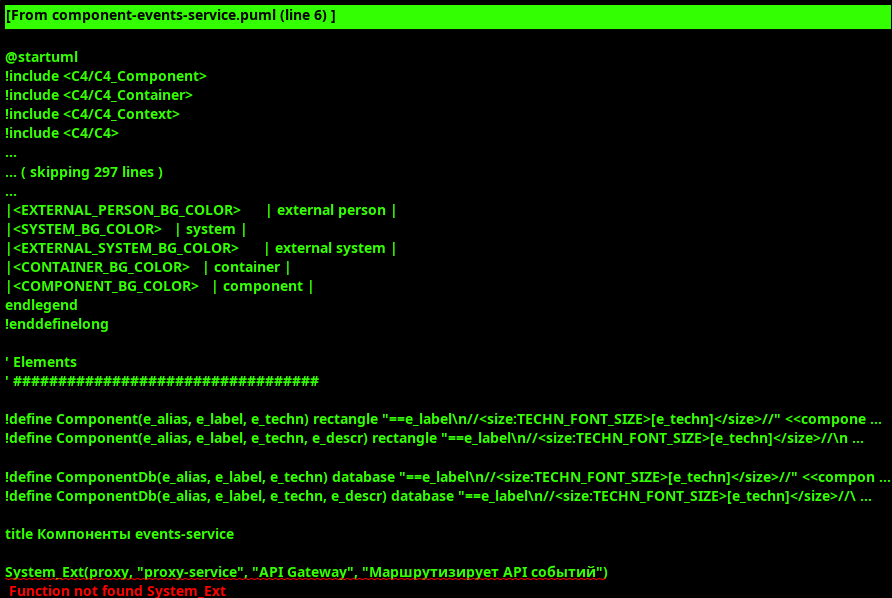 [From component-events-service.puml (line 6) ]
@startuml
!include <C4/C4_Component>
!include <C4/C4_Container>
!include <C4/C4_Context>
!include <C4/C4>
...
... ( skipping 297 lines )
...
|<EXTERNAL_PERSON_BG_COLOR> | external person |
|<SYSTEM_BG_COLOR> | system |
|<EXTERNAL_SYSTEM_BG_COLOR> | external system |
|<CONTAINER_BG_COLOR> | container |
|<COMPONENT_BG_COLOR> | component |
endlegend
!enddefinelong
' Elements
' ##################################
!define Component(e_alias, e_label, e_techn) rectangle "==e_label\n//<size:TECHN_FONT_SIZE>[e_techn]</size>//" <<compone ...
!define Component(e_alias, e_label, e_techn, e_descr) rectangle "==e_label\n//<size:TECHN_FONT_SIZE>[e_techn]</size>//\n ...
!define ComponentDb(e_alias, e_label, e_techn) database "==e_label\n//<size:TECHN_FONT_SIZE>[e_techn]</size>//" <<compon ...
!define ComponentDb(e_alias, e_label, e_techn, e_descr) database "==e_label\n//<size:TECHN_FONT_SIZE>[e_techn]</size>//\ ...
title Компоненты events-service
System_Ext(proxy, "proxy-service", "API Gateway", "Маршрутизирует API событий")
Function not found System_Ext